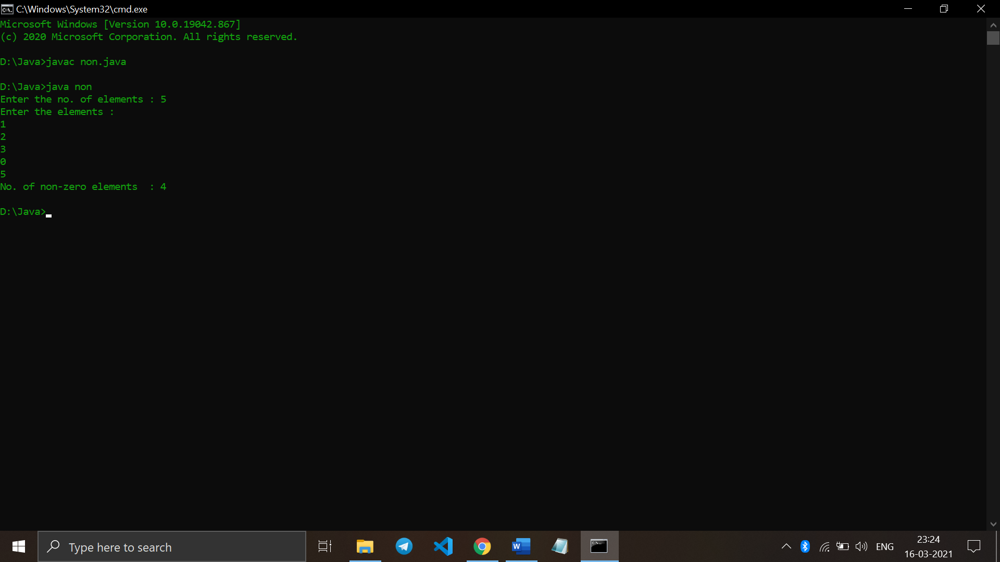 C:\Windows\System32\cmd.exe
Microsoft Windows [Version 10.0.19042.867]
(c) 2020 Microsoft Corporation. All rights reserved.
D:\Java>javac non.java
D:\Java>java non
Enter the no. of elements : 5
Enter the elements :
1
2
3
0
5
No. of non-zero elements  : 4
D:\Java>
Type here to search
ENG
23:24
16-03-2021